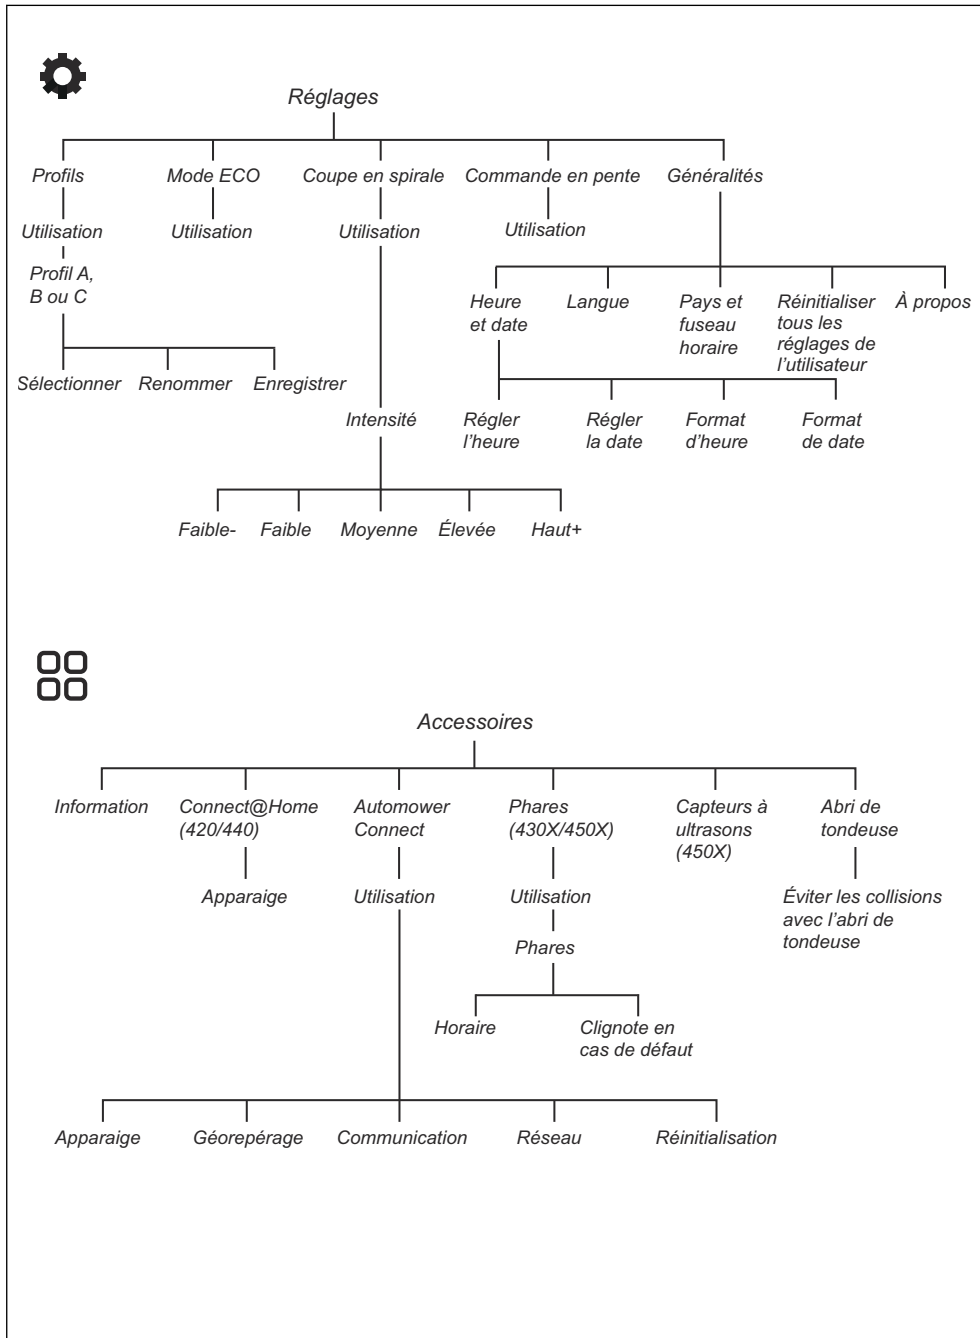 Réglages
Profils
Mode ECO
Coupe en spirale
Commande en pente
Généralités
Utilisation
Utilisation
Utilisation
Utilisation
Profil A,
B ou C
Heure
et date
Langue
Pays et
fuseau
horaire
Réinitialiser
tous les
réglages de
l'utilisateur
À propos
Sélectionner
Renommer
Enregistrer
Intensité
Régler
l'heure
Régler
la date
Format
d'heure
Format
de date
Faible-
Faible
Moyenne
Élevée
Haut+
Accessoires
Information
Connect@Home
(420/440)
Automower
Connect
Phares
(430X/450X)
Capteurs à
ultrasons
(450X)
Abri de
tondeuse
Apparaige
Utilisation
Utilisation
Éviter les collisions
avec l'abri de
tondeuse
Phares
Horaire
Clignote en
cas de défaut
Apparaige
Géorepérage
Communication
Réseau
Réinitialisation